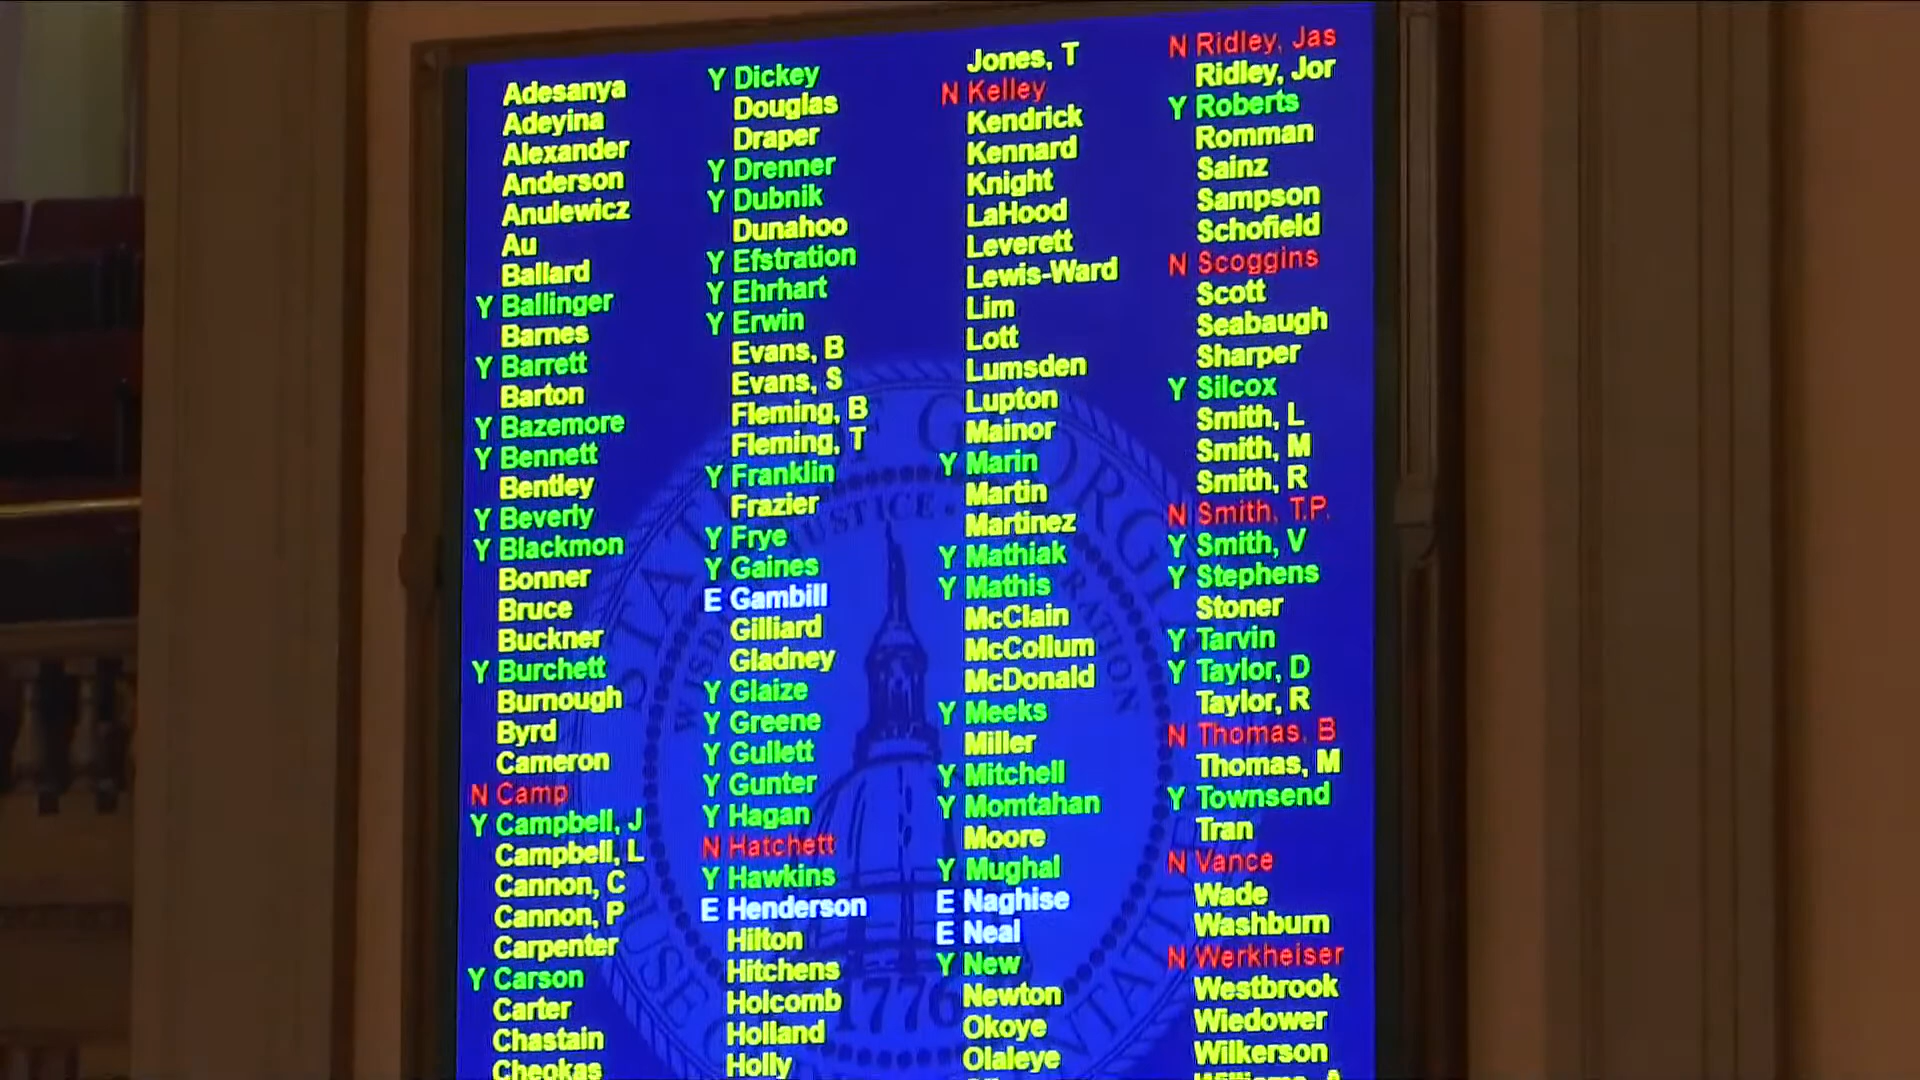 Adesanya
Adeyina
Alexander
Anderson
Anulewicz
Au
Ballard
Y Ballinger
Barnes
Y Barrett
Barton
Y Bazemore
Y Bennett
Bentley
Y Beverly
Y Blackmon
Bonner
Bruce
Buckner
Y Burchett
Burnough
Byrd
Cameron
N Camp
Y Campbell, J
Campbell, L
Cannon, C
Cannon, P
Carpenter
Y Carson
Carter
Chastain
Cheokas
Y Dickey
Douglas
Draper
Y Drenner
Y Dubnik
Dunahoo
Y Efstration
Y Ehrhart
Y Erwin
Evans, B
Evans, S
Fleming, B
Fleming, T
Y Franklin
Frazier
Y Frye
Y Gaines
E Gambill
Gilliard
Gladney
Y Glaize
Y Greene
Y Gullett
Y Gunter
Y Hagan
N Hatchett
Y Hawkins
E Henderson
Hilton
Hitchens
Holcomb
Holland
Holly
Jones, T
N Kelley
Kendrick
Kennard
Knight
LaHood
Leverett
Lewis-Ward
Lim
Lott
Lumsden
Lupton
Mainor
Y Marin
Martin
Martinez
Y Mathiak
Y Mathis
McClain
McCollum
McDonald
Y Meeks
Miller
Y Mitchell
Y Momtahan
Moore
Y Mughal
E Naghise
E Neal
Y New
Newton
Okoye
Olaleye
N Ridley, Jas
Ridley, Jor
Y Roberts
Romman
Sainz
Sampson
Schofield
N Scoggins
Scott
Seabaugh
Sharper
Y Silcox
Smith, L
Smith, M
Smith, R
N Smith, T.P.
Y Smith, V
Y Stephens
Stoner
Y Tarvin
Y Taylor, D
Taylor, R
N Thomas, B
Thomas, M
Y Townsend
Tran
N Vance
Wade
Washburn
N Werkheiser
Westbrook
Wiedower
Wilkerson
STATE OF GEORGIA
JUSTICE
1776